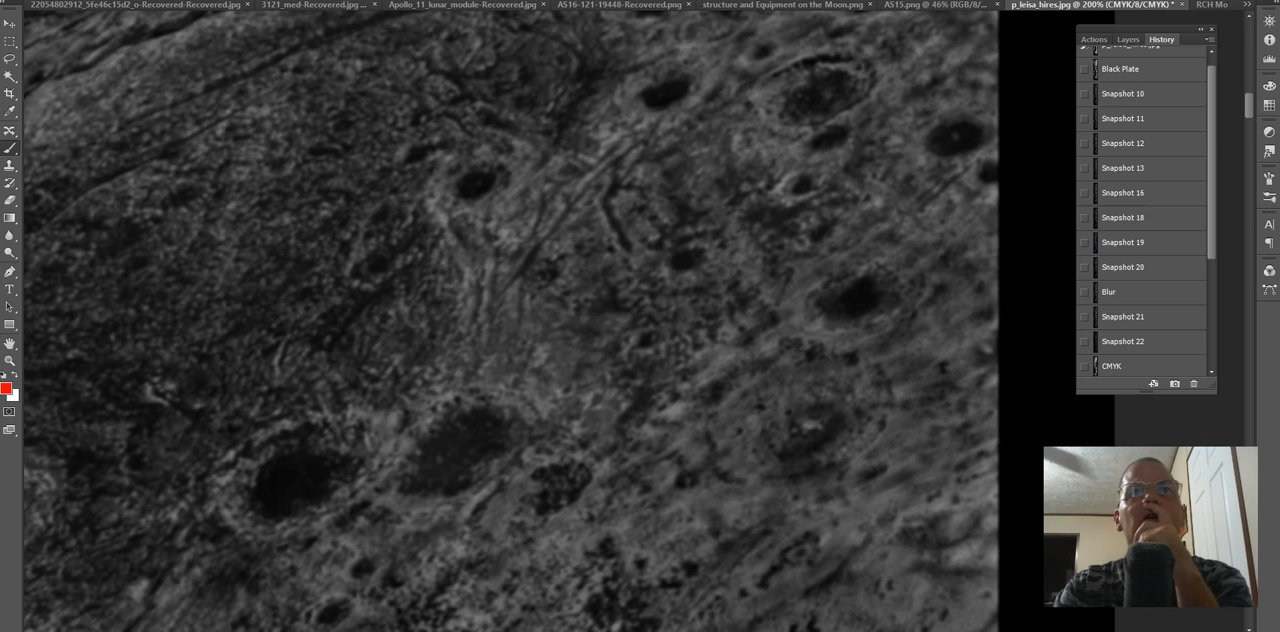 22054802912_5fe46c15d2_o-Recovered-Recovered.jpg × 3121_med-Recovered.jpg ... × Apollo_11_lunar_module-Recovered.jpg × AS16-121-19448-Recovered.png × structure and Equipment on the Moon.png × AS15.png @ 46% (RGB/8/... × p_leisa_hires.jpg @ 200% (CMYK/8/CMYK) * × RCH Mo
Actions Layers History
Black Plate
Snapshot 10
Snapshot 11
Snapshot 12
Snapshot 13
Snapshot 16
Snapshot 18
Snapshot 19
Snapshot 20
Blur
Snapshot 21
Snapshot 22
CMYK